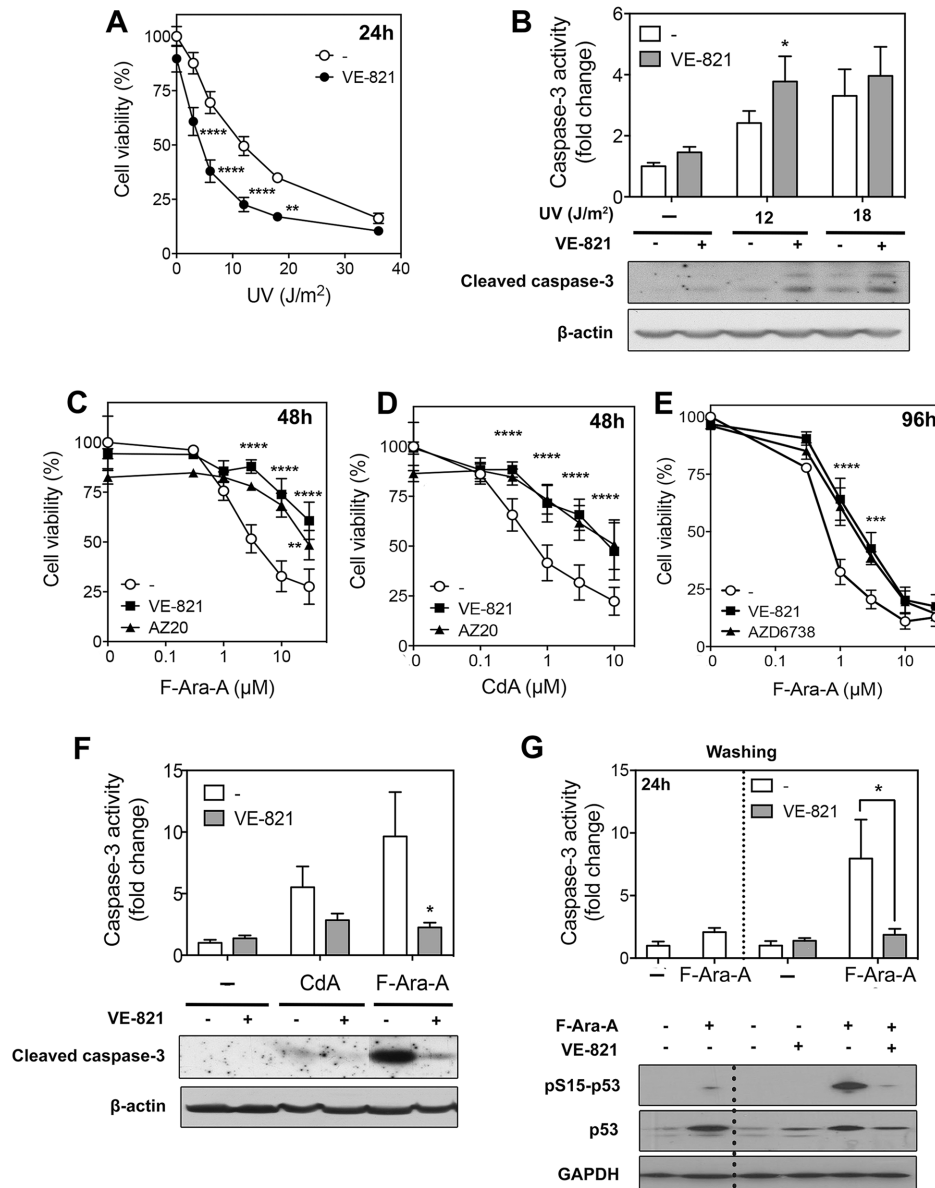 A
24h
-
VE-821
Cell viability (%)
100
75
50
25
0
****
****
****
**
0 10 20 30 40
UV (J/m²)
B
-
VE-821
*
Caspase-3 activity
(fold change)
6
4
2
0
UV (J/m²) – 12 18
VE-821 - + - + - +
Cleaved caspase-3
β-actin
C
48h
Cell viability (%)
100
75
50
25
0
****
****
****
**
-
VE-821
AZ20
0 0.1 1 10
F-Ara-A (µM)
D
48h
Cell viability (%)
100
75
50
25
0
****
****
****
****
-
VE-821
AZ20
0 0.1 1 10
CdA (µM)
E
96h
Cell viability (%)
100
75
50
25
0
****
***
-
VE-821
AZD6738
0 0.1 1 10
F-Ara-A (µM)
F
Caspase-3 activity
(fold change)
15
10
5
0
-
VE-821
*
– CdA F-Ara-A
VE-821 - + - + - +
Cleaved caspase-3
β-actin
G
Washing
24h
-
VE-821
*
Caspase-3 activity
(fold change)
15
10
5
0
– F-Ara-A – F-Ara-A
F-Ara-A - + - - + +
VE-821 - - - + - +
pS15-p53
p53
GAPDH